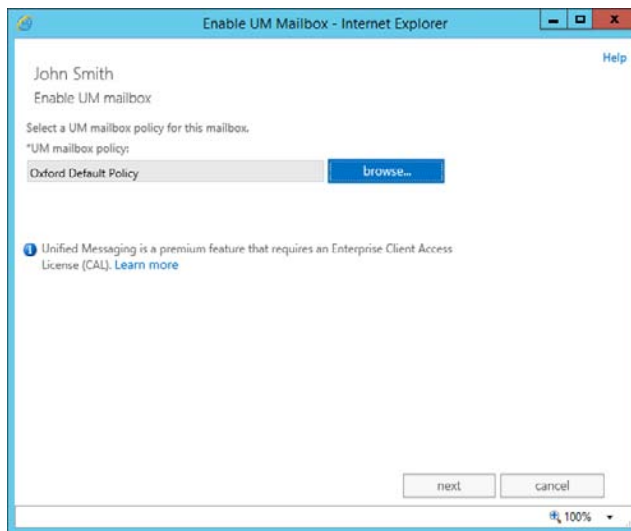 Enable UM Mailbox - Internet Explorer
Help
John Smith
Enable UM mailbox
Select a UM mailbox policy for this mailbox.
*UM mailbox policy:
Oxford Default Policy
browse...
Unified Messaging is a premium feature that requires an Enterprise Client Access
License (CAL). Learn more
next cancel
100%